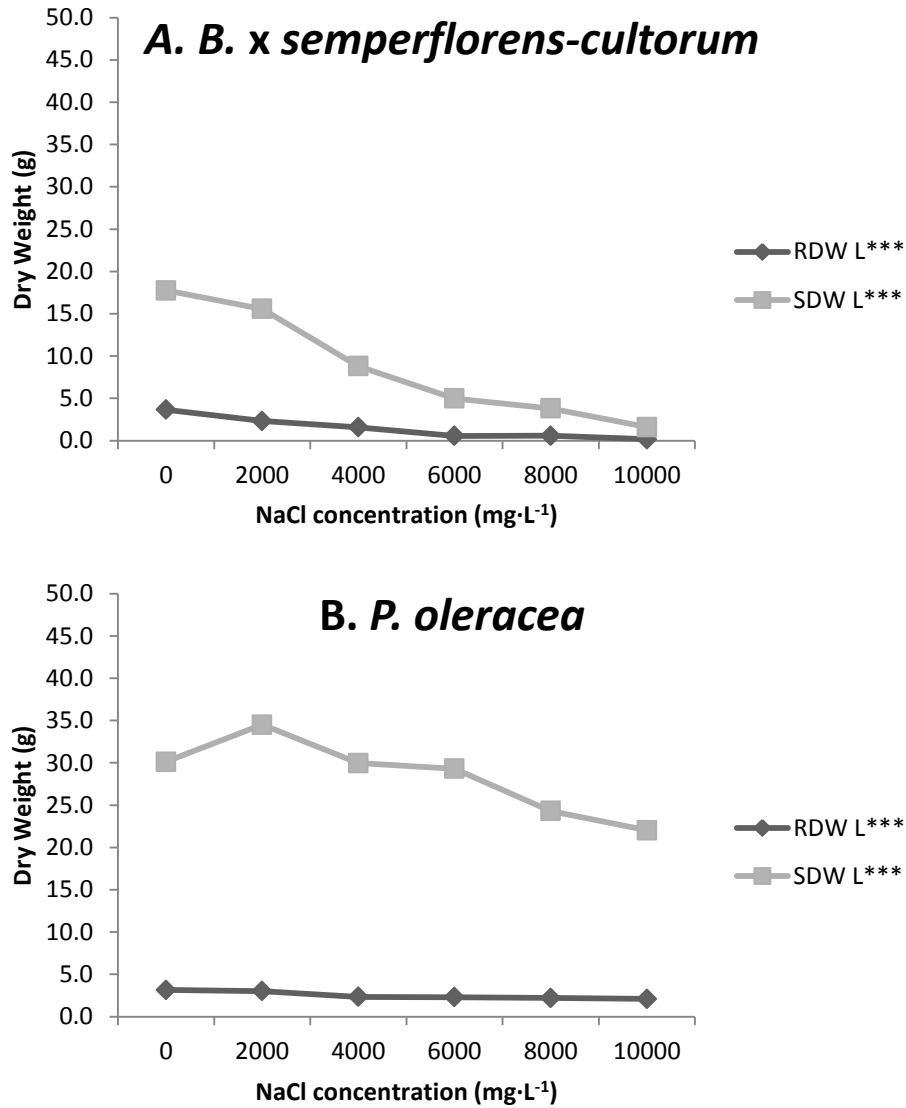 A. B. x semperflorens-cultorum
50.0
45.0
40.0
35.0
30.0
25.0
20.0
15.0
10.0
5.0
0.0
Dry Weight (g)
0 2000 4000 6000 8000 10000
NaCl concentration (mg·L⁻¹)
RDW L***
SDW L***
B. P. oleracea
50.0
45.0
40.0
35.0
30.0
25.0
20.0
15.0
10.0
5.0
0.0
Dry Weight (g)
0 2000 4000 6000 8000 10000
NaCl concentration (mg·L⁻¹)
RDW L***
SDW L***